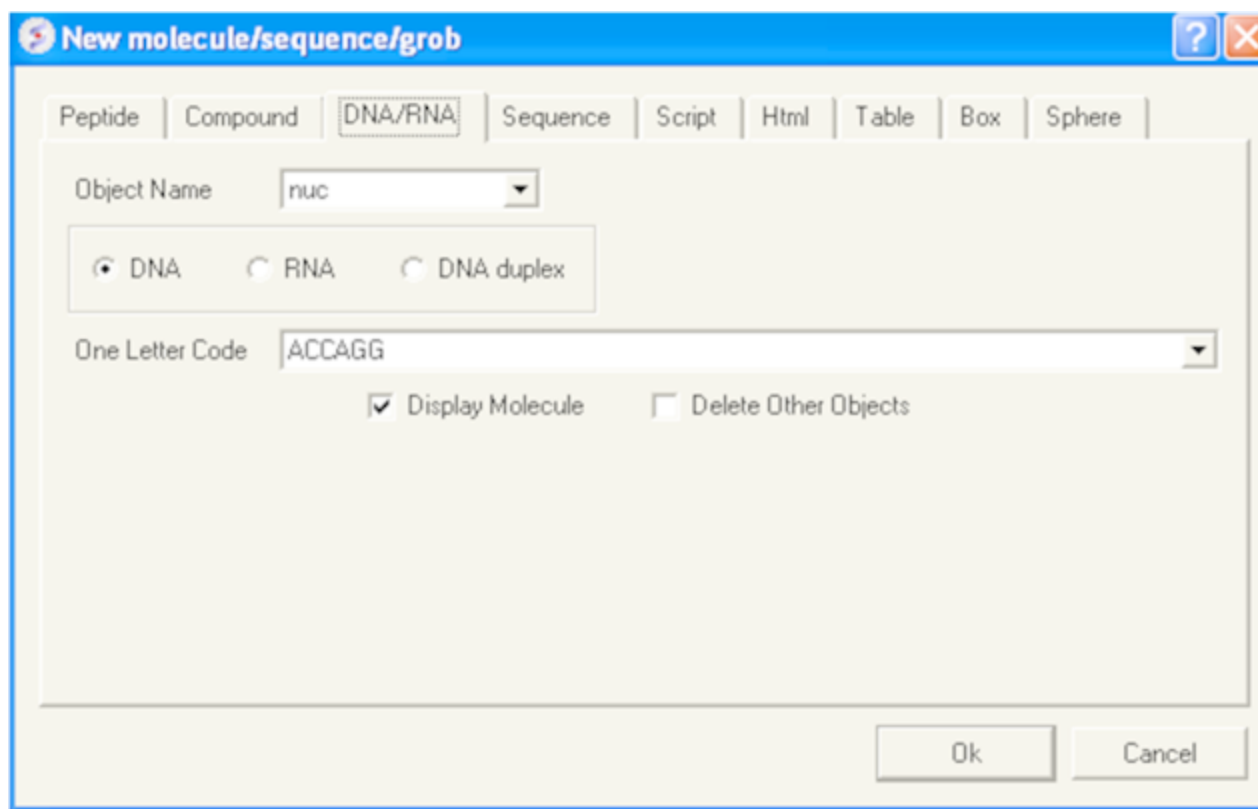 New molecule/sequence/grob
Peptide Compound DNA/RNA Sequence Script Html Table Box Sphere
Object Name nuc
DNA RNA DNA duplex
One Letter Code ACCAGG
Display Molecule Delete Other Objects
Ok Cancel